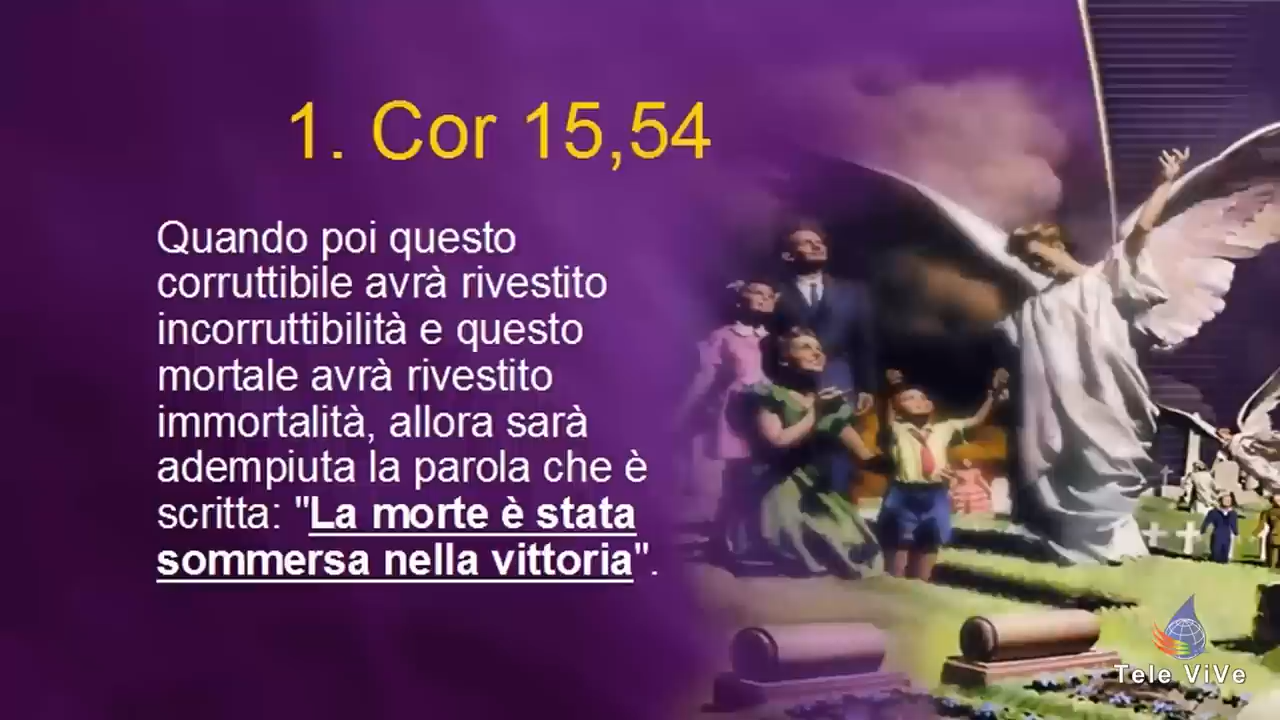 1. Cor 15,54
Quando poi questo
corruttibile avrà rivestito
incorruttibilità e questo
mortale avrà rivestito
immortalità, allora sarà
adempiuta la parola che è
scritta: "La morte è stata
sommersa nella vittoria".
Tele ViVe